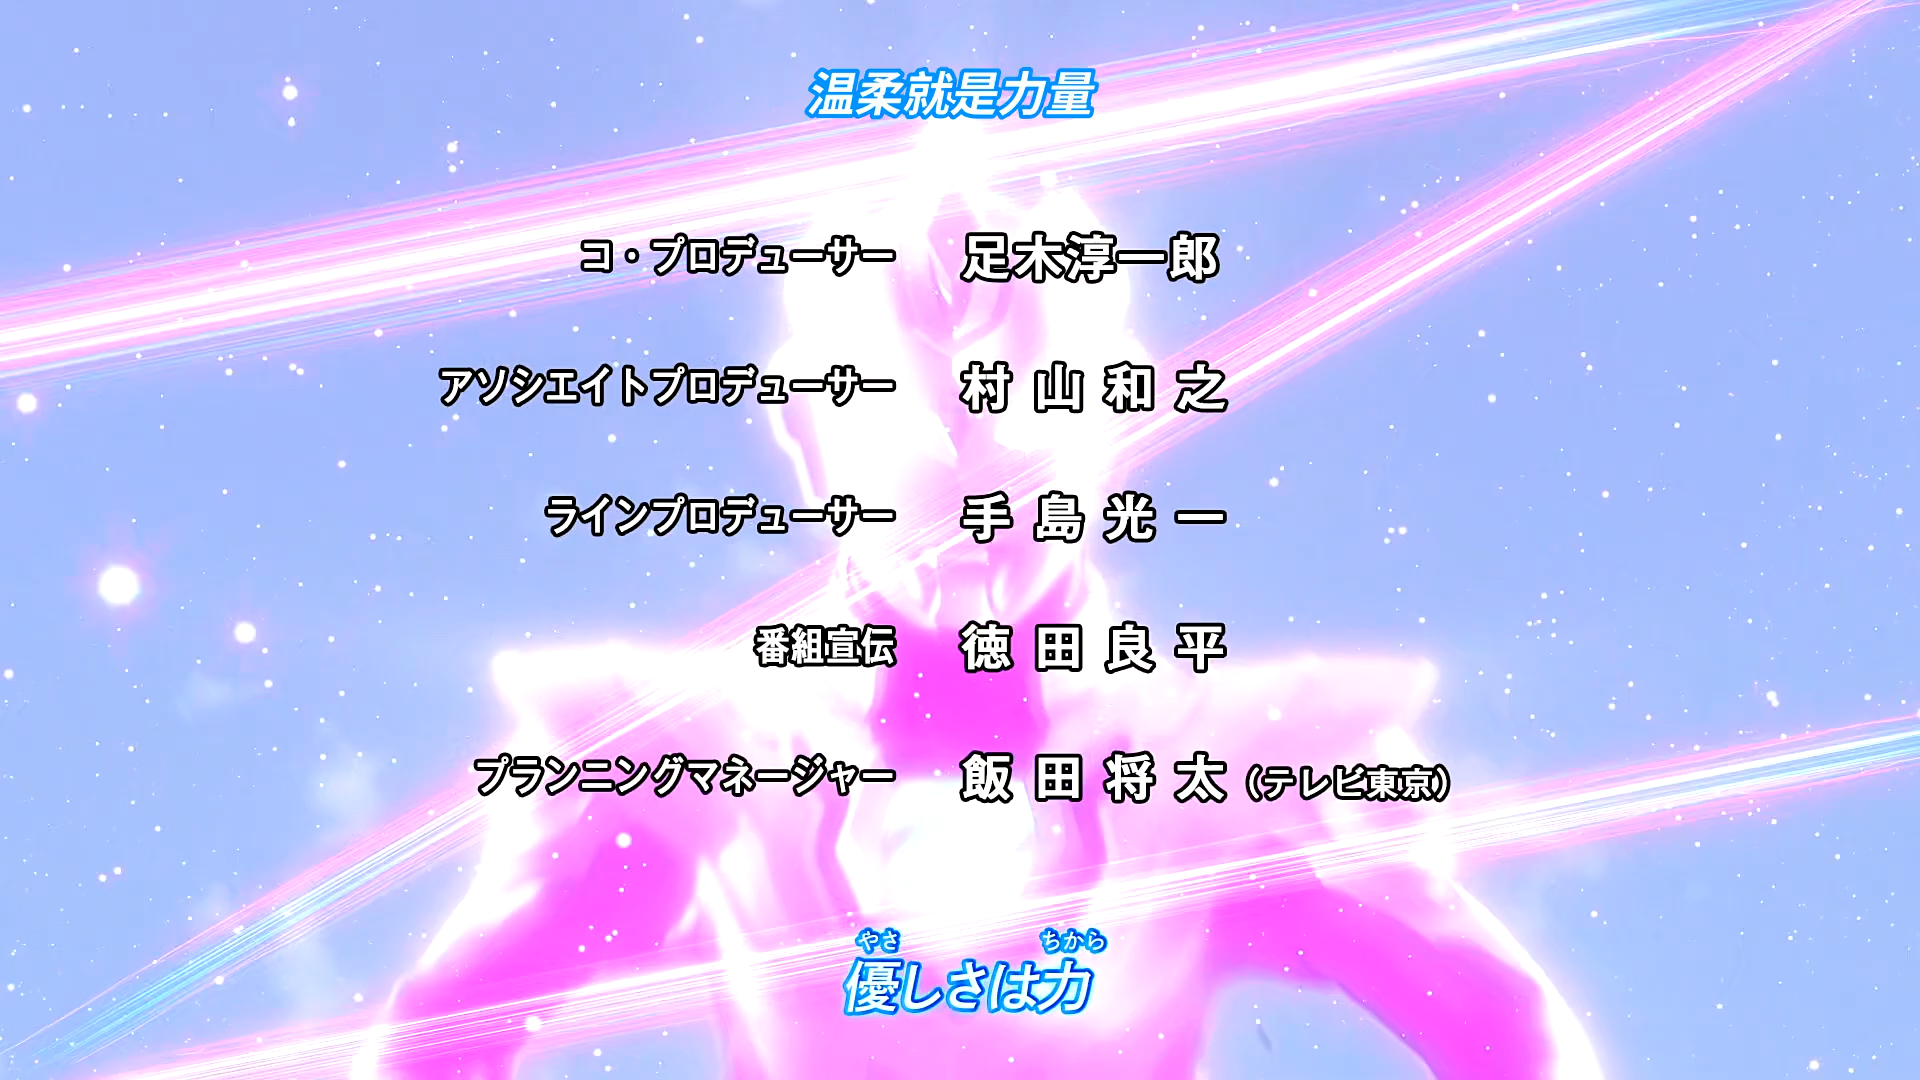 温柔就是力量
コ・プロデューサー 足木淳一郎
アソシエイトプロデューサー 村山和之
ラインプロデューサー 手島光一
番組宣伝 徳田良平
プランニングマネージャー 飯田将太（テレビ東京）
やさ ちから
優しさは力